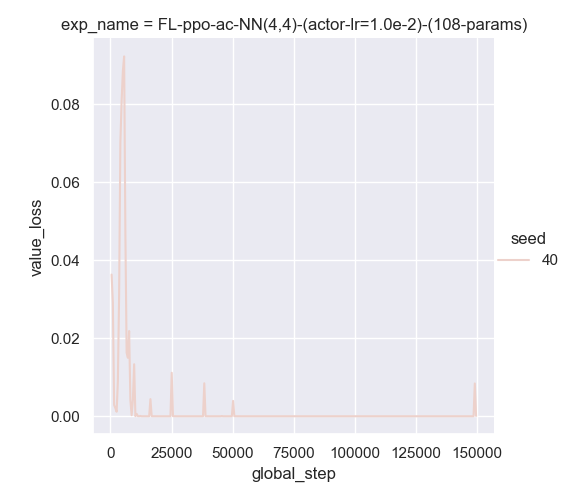 exp_name = FL-ppo-ac-NN(4,4)-(actor-lr=1.0e-2)-(108-params)
0.08
0.06
0.04
0.02
0.00
value_loss
0 25000 50000 75000 100000 125000 150000
global_step
seed
40